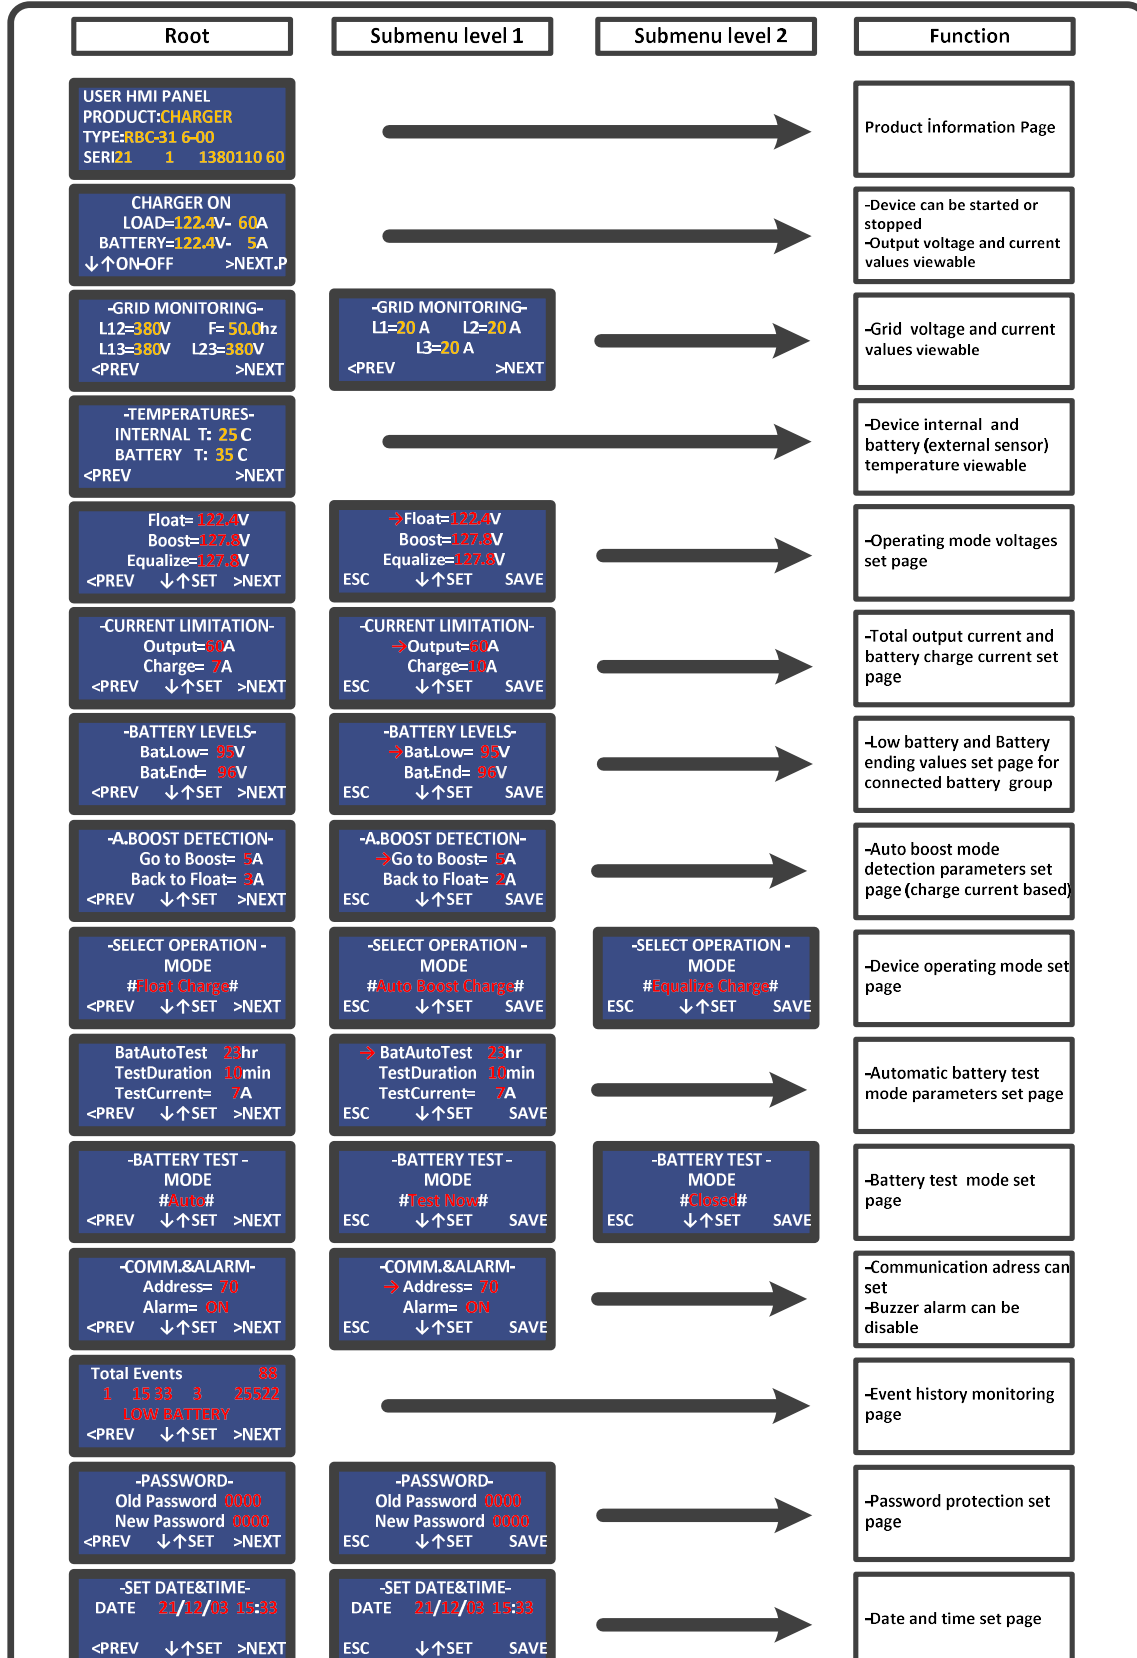 Root
Submenu level 1
Submenu level 2
Function
USER HMI PANEL
PRODUCT:CHARGER
TYPE:RBC-31 6-00
SERI21 1 1380110 60
Product İnformation Page
CHARGER ON
LOAD=122.4V- 60A
BATTERY=122.4V- 5A
↓↑ON-OFF >NEXT.P
-Device can be started or
stopped
-Output voltage and current
values viewable
-GRID MONITORING-
L12=380V F= 50.0hz
L13=380V L23=380V
<PREV >NEXT
-GRID MONITORING-
L1=20 A L2=20 A
L3=20 A
<PREV >NEXT
-Grid voltage and current
values viewable
-TEMPERATURES-
INTERNAL T: 25 C
BATTERY T: 35 C
<PREV >NEXT
-Device internal and
battery (external sensor)
temperature viewable
Float= 122.4V
Boost=127.8V
Equalize=127.8V
<PREV ↓↑SET >NEXT
→Float=122.4V
Boost=127.8V
Equalize=127.8V
ESC ↓↑SET SAVE
-Operating mode voltages
set page
-CURRENT LIMITATION-
Output=60A
Charge= 7A
<PREV ↓↑SET >NEXT
-CURRENT LIMITATION-
→Output=60A
Charge=10A
ESC ↓↑SET SAVE
-Total output current and
battery charge current set
page
-BATTERY LEVELS-
Bat.Low= 95V
Bat.End= 96V
<PREV ↓↑SET >NEXT
-BATTERY LEVELS-
→Bat.Low= 95V
Bat.End= 96V
ESC ↓↑SET SAVE
-Low battery and Battery
ending values set page for
connected battery group
-A.BOOST DETECTION-
Go to Boost= 5A
Back to Float= 3A
<PREV ↓↑SET >NEXT
-A.BOOST DETECTION-
→Go to Boost= 5A
Back to Float= 2A
ESC ↓↑SET SAVE
-Auto boost mode
detection parameters set
page (charge current based)
-SELECT OPERATION -
MODE
#Float Charge#
<PREV ↓↑SET >NEXT
-SELECT OPERATION -
MODE
#Auto Boost Charge#
ESC ↓↑SET SAVE
-SELECT OPERATION -
MODE
#Equalize Charge#
ESC ↓↑SET SAVE
-Device operating mode set
page
BatAutoTest 23hr
TestDuration 10min
TestCurrent= 7A
<PREV ↓↑SET >NEXT
→ BatAutoTest 23hr
TestDuration 10min
TestCurrent= 7A
ESC ↓↑SET SAVE
-Automatic battery test
mode parameters set page
-BATTERY TEST -
MODE
#Auto#
<PREV ↓↑SET >NEXT
-BATTERY TEST -
MODE
#Test Now#
ESC ↓↑SET SAVE
-BATTERY TEST -
MODE
#Closed#
ESC ↓↑SET SAVE
-Battery test mode set
page
-COMM.&ALARM-
Address= 70
Alarm= ON
<PREV ↓↑SET >NEXT
-COMM.&ALARM-
→ Address= 70
Alarm= ON
ESC ↓↑SET SAVE
-Communication adress can
set
-Buzzer alarm can be
disable
Total Events 88
1 15 33 3 25522
LOW BATTERY
<PREV ↓↑SET >NEXT
-Event history monitoring
page
-PASSWORD-
Old Password 0000
New Password 0000
<PREV ↓↑SET >NEXT
-PASSWORD-
Old Password 0000
New Password 0000
ESC ↓↑SET SAVE
-Password protection set
page
-SET DATE&TIME-
DATE 21/12/03 15:33
<PREV ↓↑SET >NEXT
-SET DATE&TIME-
DATE 21/12/03 15:33
ESC ↓↑SET SAVE
-Date and time set page